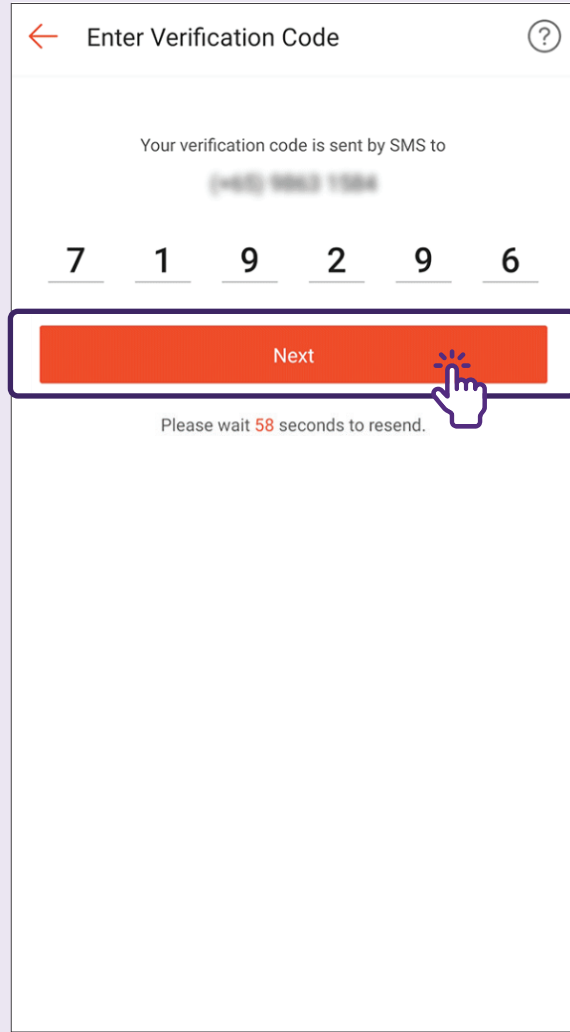 Enter Verification Code
?
Your verification code is sent by SMS to
7 1 9 2 9 6
Next
Please wait 58 seconds to resend.